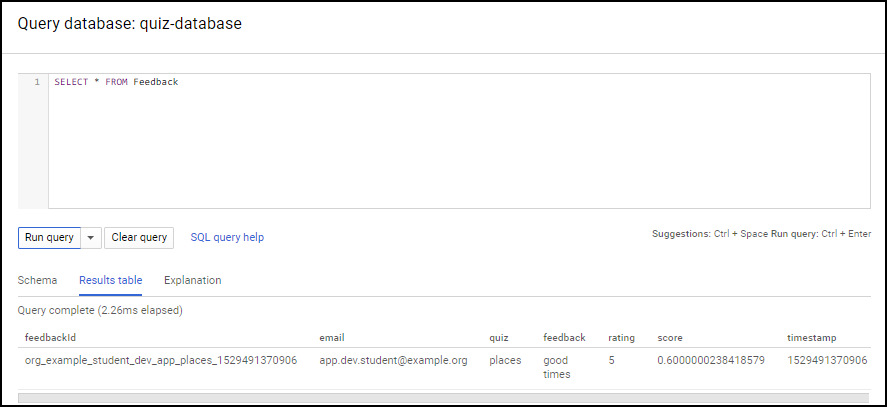 Query database: quiz-database
1 SELECT * FROM Feedback
Run query Clear query SQL query help Suggestions: Ctrl + Space Run query: Ctrl + Enter
Schema Results table Explanation
Query complete (2.26ms elapsed)
feedbackId email quiz feedback rating score timestamp
org_example_student_dev_app_places_1529491370906 app.dev.student@example.org places good 5 0.6000000238418579 1529491370906
times